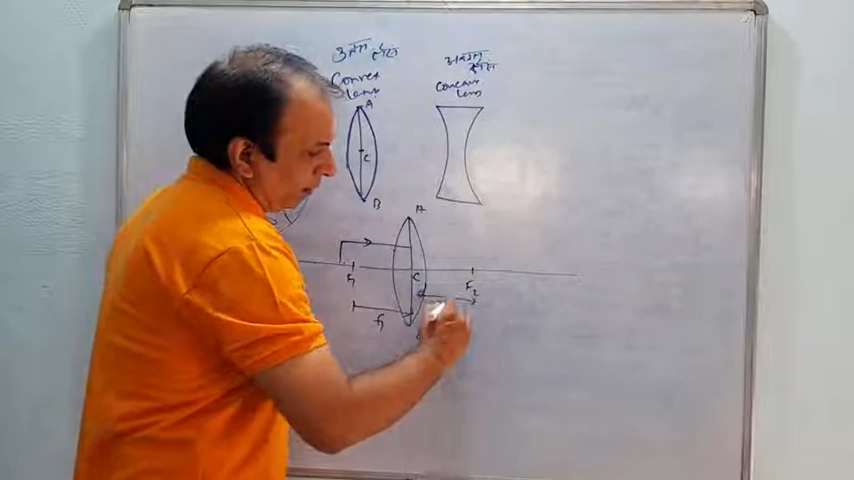 उत्तल लेंस
Convex
Lens
अवतल
लेंस
Concave
Lens
A
C
B
A
F₁
C
F₂
f₁